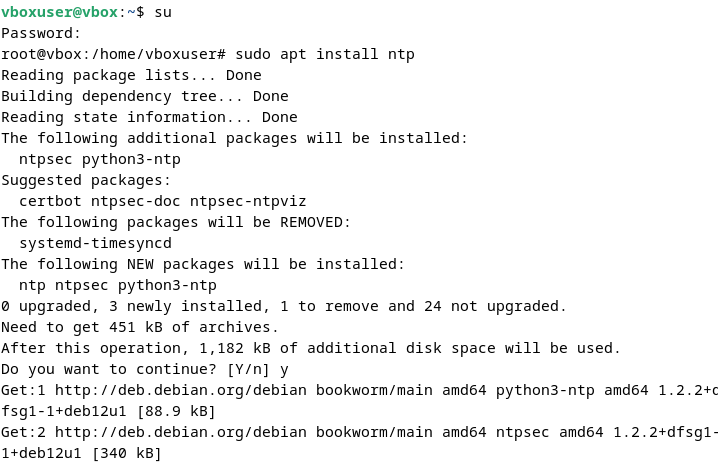 vboxuser@vbox:~$ su
Password:
root@vbox:/home/vboxuser# sudo apt install ntp
Reading package lists... Done
Building dependency tree... Done
Reading state information... Done
The following additional packages will be installed:
  ntpsec python3-ntp
Suggested packages:
  certbot ntpsec-doc ntpsec-ntpviz
The following packages will be REMOVED:
  systemd-timesyncd
The following NEW packages will be installed:
  ntp ntpsec python3-ntp
0 upgraded, 3 newly installed, 1 to remove and 24 not upgraded.
Need to get 451 kB of archives.
After this operation, 1,182 kB of additional disk space will be used.
Do you want to continue? [Y/n] y
Get:1 http://deb.debian.org/debian bookworm/main amd64 python3-ntp amd64 1.2.2+d
fsg1-1+deb12u1 [88.9 kB]
Get:2 http://deb.debian.org/debian bookworm/main amd64 ntpsec amd64 1.2.2+dfsg1-
1+deb12u1 [340 kB]